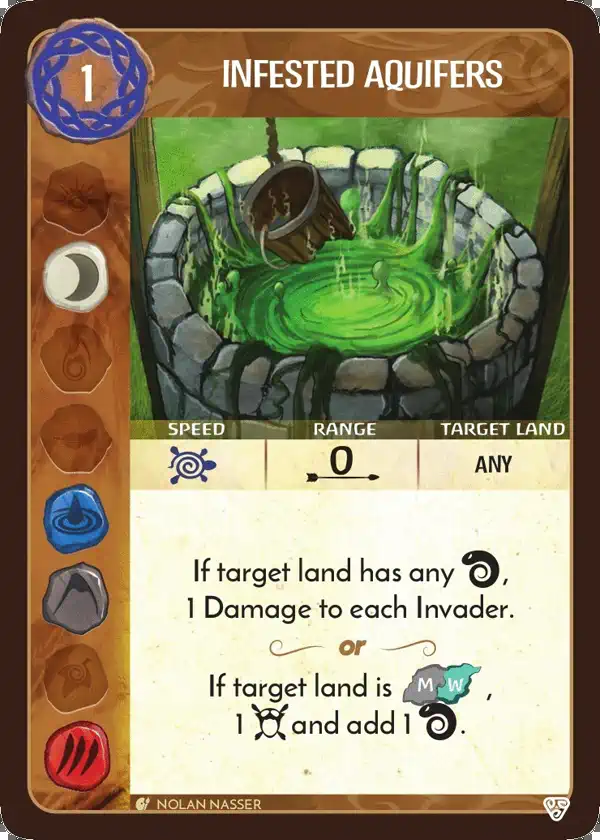 1
INFESTED AQUIFERS
SPEED RANGE TARGET LAND
0 ANY
If target land has any ,
1 Damage to each Invader.
or
If target land is M W ,
1 and add 1 .
NOLAN NASSER